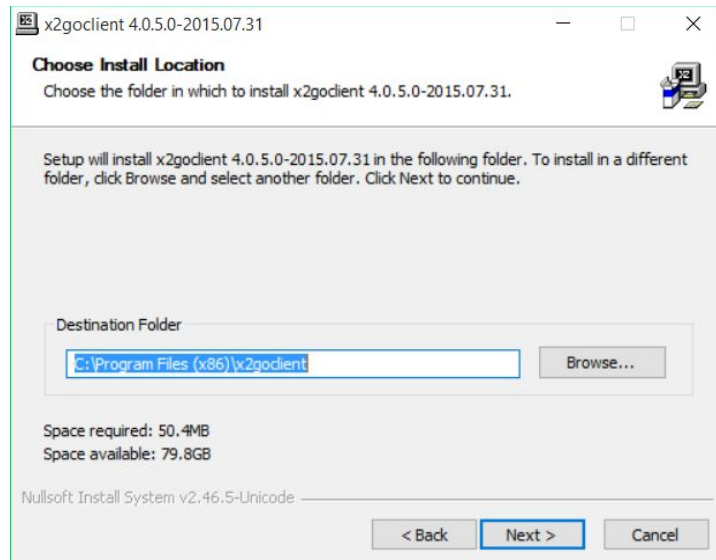 x2goclient 4.0.5.0-2015.07.31
Choose Install Location
Choose the folder in which to install x2goclient 4.0.5.0-2015.07.31.
Setup will install x2goclient 4.0.5.0-2015.07.31 in the following folder. To install in a different
folder, click Browse and select another folder. Click Next to continue.
Destination Folder
C:\Program Files (x86)\x2goclient
Browse...
Space required: 50.4MB
Space available: 79.8GB
Nullsoft Install System v2.46.5-Unicode
< Back Next > Cancel